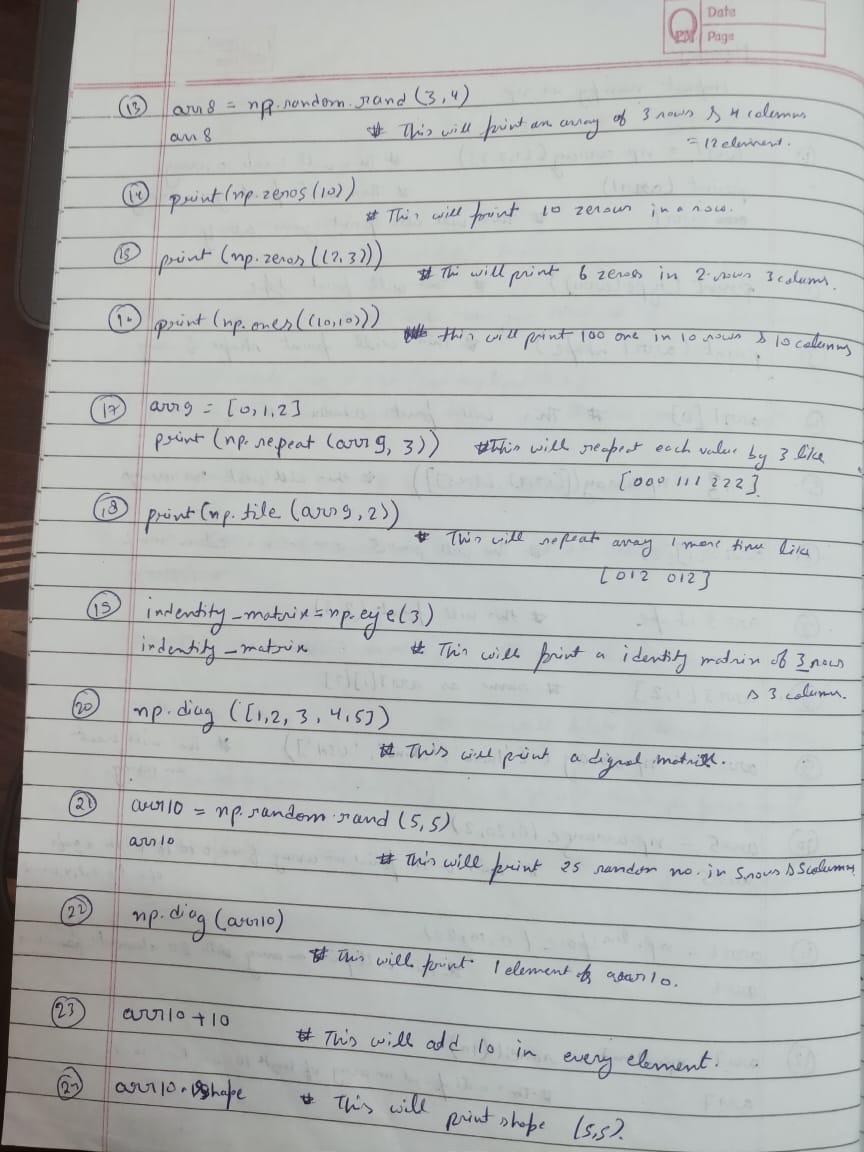 Date
PM Page
(13) arr8 = np.random.rand(3,4)
arr8 # This will print an array of 3 rows & 4 columns
= 12 element.
(14) print(np.zeros(10))
# This will print 10 zerous in a row.
(15) print(np.zeros((2,3)))
# Thi will print 6 zeros in 2-rows 3 colums.
print(np.ones((10,10)))
this will print 100 one in 10 rows & 10 columns
(17) arr9 = [0,1,2]
print(np.repeat(arr9, 3)) # This will reapeat each value by 3 like
[000 111 222]
(18) print(np.tile(arr9,2))
# This will repeat array 1 more time like
[012 012]
(19) indentity_matrix = np.eye(3)
indentity_matrix # This will print a identity matrix of 3 rows
& 3 column.
(20) np.diag([1,2,3,4,5])
# This will print a dignal matrix.
(21) arr10 = np.random.rand(5,5)
arr10
# This will print 25 random no. in 5 rows & 5 columns
(22) np.diag(arr10)
# This will print 1 element of arr10.
(23) arr10 + 10
# This will add 10 in every element.
(24) arr10.shape # This will print shape (5,5).